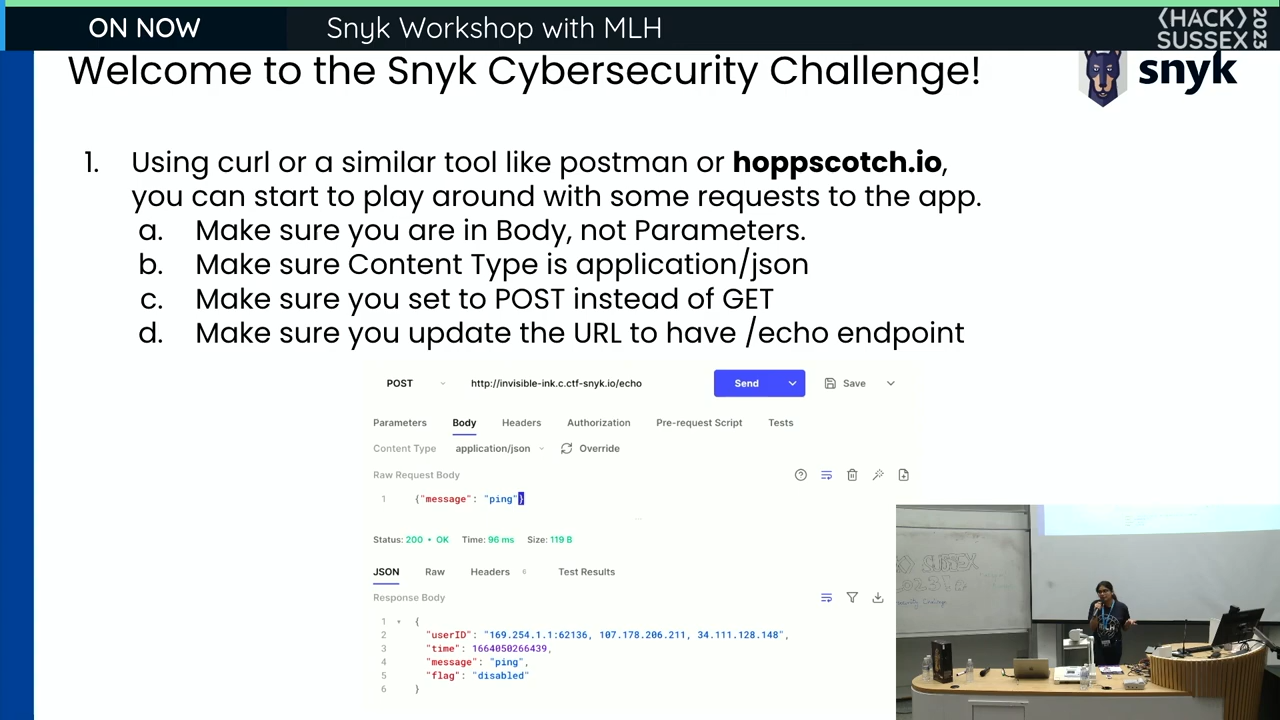 ON NOW
Snyk Workshop with MLH
⟨HACK⟩
SUSSEX
2023
Welcome to the Snyk Cybersecurity Challenge!
snyk
1. Using curl or a similar tool like postman or hoppscotch.io,
you can start to play around with some requests to the app.
a. Make sure you are in Body, not Parameters.
b. Make sure Content Type is application/json
c. Make sure you set to POST instead of GET
d. Make sure you update the URL to have /echo endpoint
POST
http://invisible-ink.c.ctf-snyk.io/echo
Send
Save
Parameters Body Headers Authorization Pre-request Script Tests
Content Type application/json Override
Raw Request Body
1 {"message": "ping"}
Status: 200 • OK Time: 96 ms Size: 119 B
JSON Raw Headers 6 Test Results
Response Body
1 {
2 "userID": "169.254.1.1:62136, 107.178.206.211, 34.111.128.148",
3 "time": 1664050266439,
4 "message": "ping",
5 "flag": "disabled"
6 }
SUSSEX
MLH